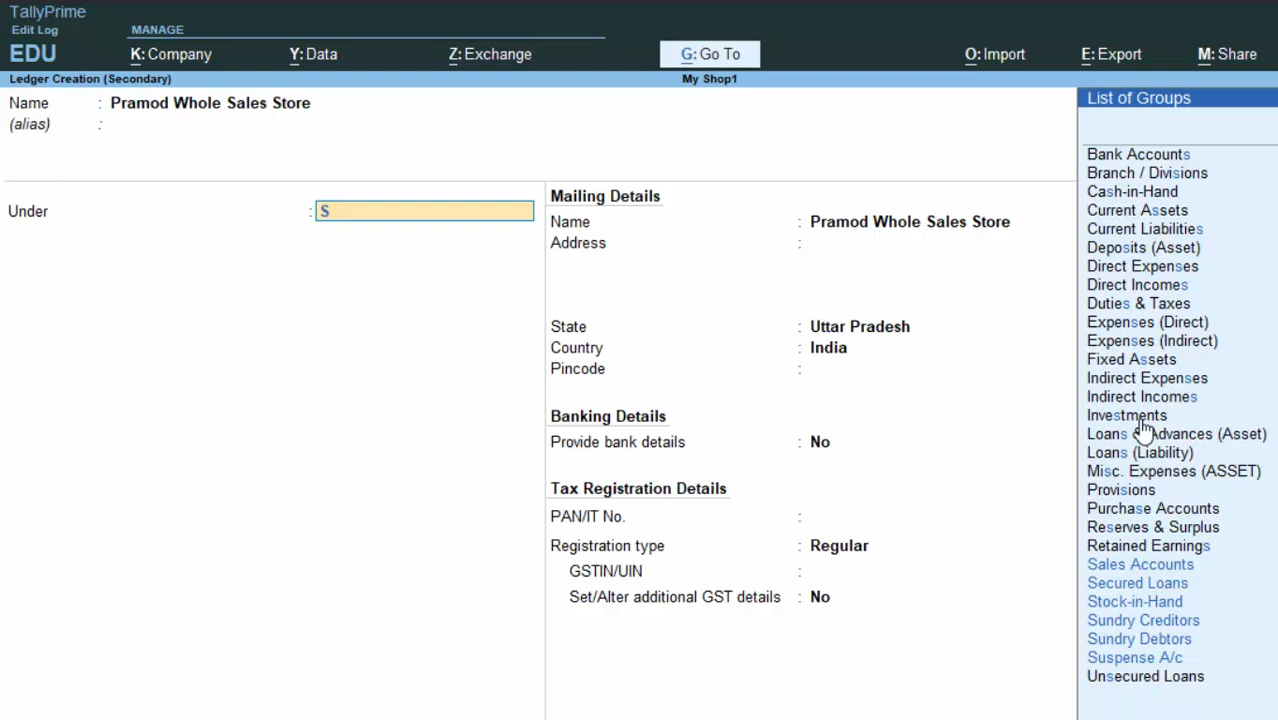 TallyPrime
Edit Log
MANAGE
EDU
K: Company
Y: Data
Z: Exchange
G: Go To
O: Import
E: Export
M: Share
Ledger Creation (Secondary)
My Shop1
Name : Pramod Whole Sales Store
(alias) :
Under : S
Mailing Details
Name : Pramod Whole Sales Store
Address :
State : Uttar Pradesh
Country : India
Pincode :
Banking Details
Provide bank details : No
Tax Registration Details
PAN/IT No. :
Registration type : Regular
GSTIN/UIN :
Set/Alter additional GST details : No
List of Groups
Bank Accounts
Branch / Divisions
Cash-in-Hand
Current Assets
Current Liabilities
Deposits (Asset)
Direct Expenses
Direct Incomes
Duties & Taxes
Expenses (Direct)
Expenses (Indirect)
Fixed Assets
Indirect Expenses
Indirect Incomes
Investments
Loans & Advances (Asset)
Loans (Liability)
Misc. Expenses (ASSET)
Provisions
Purchase Accounts
Reserves & Surplus
Retained Earnings
Sales Accounts
Secured Loans
Stock-in-Hand
Sundry Creditors
Sundry Debtors
Suspense A/c
Unsecured Loans